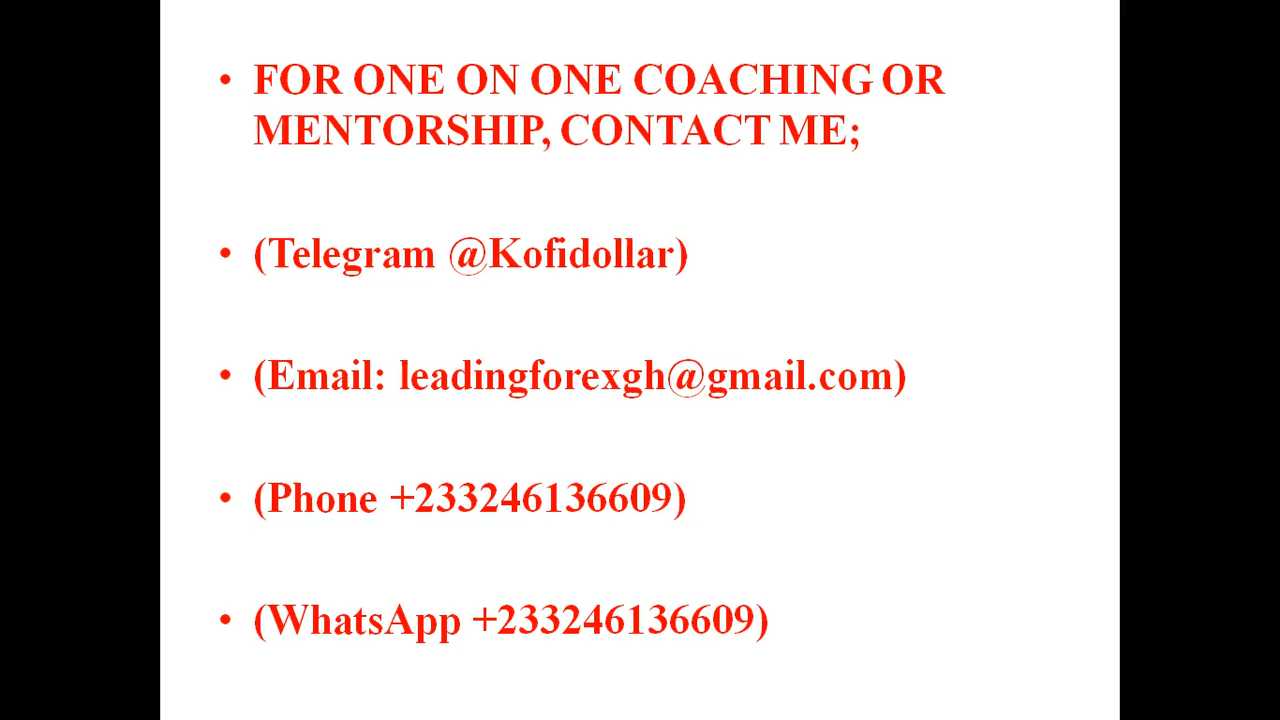 • FOR ONE ON ONE COACHING OR
MENTORSHIP, CONTACT ME;
• (Telegram @Kofidollar)
• (Email: leadingforexgh@gmail.com)
• (Phone +233246136609)
• (WhatsApp +233246136609)